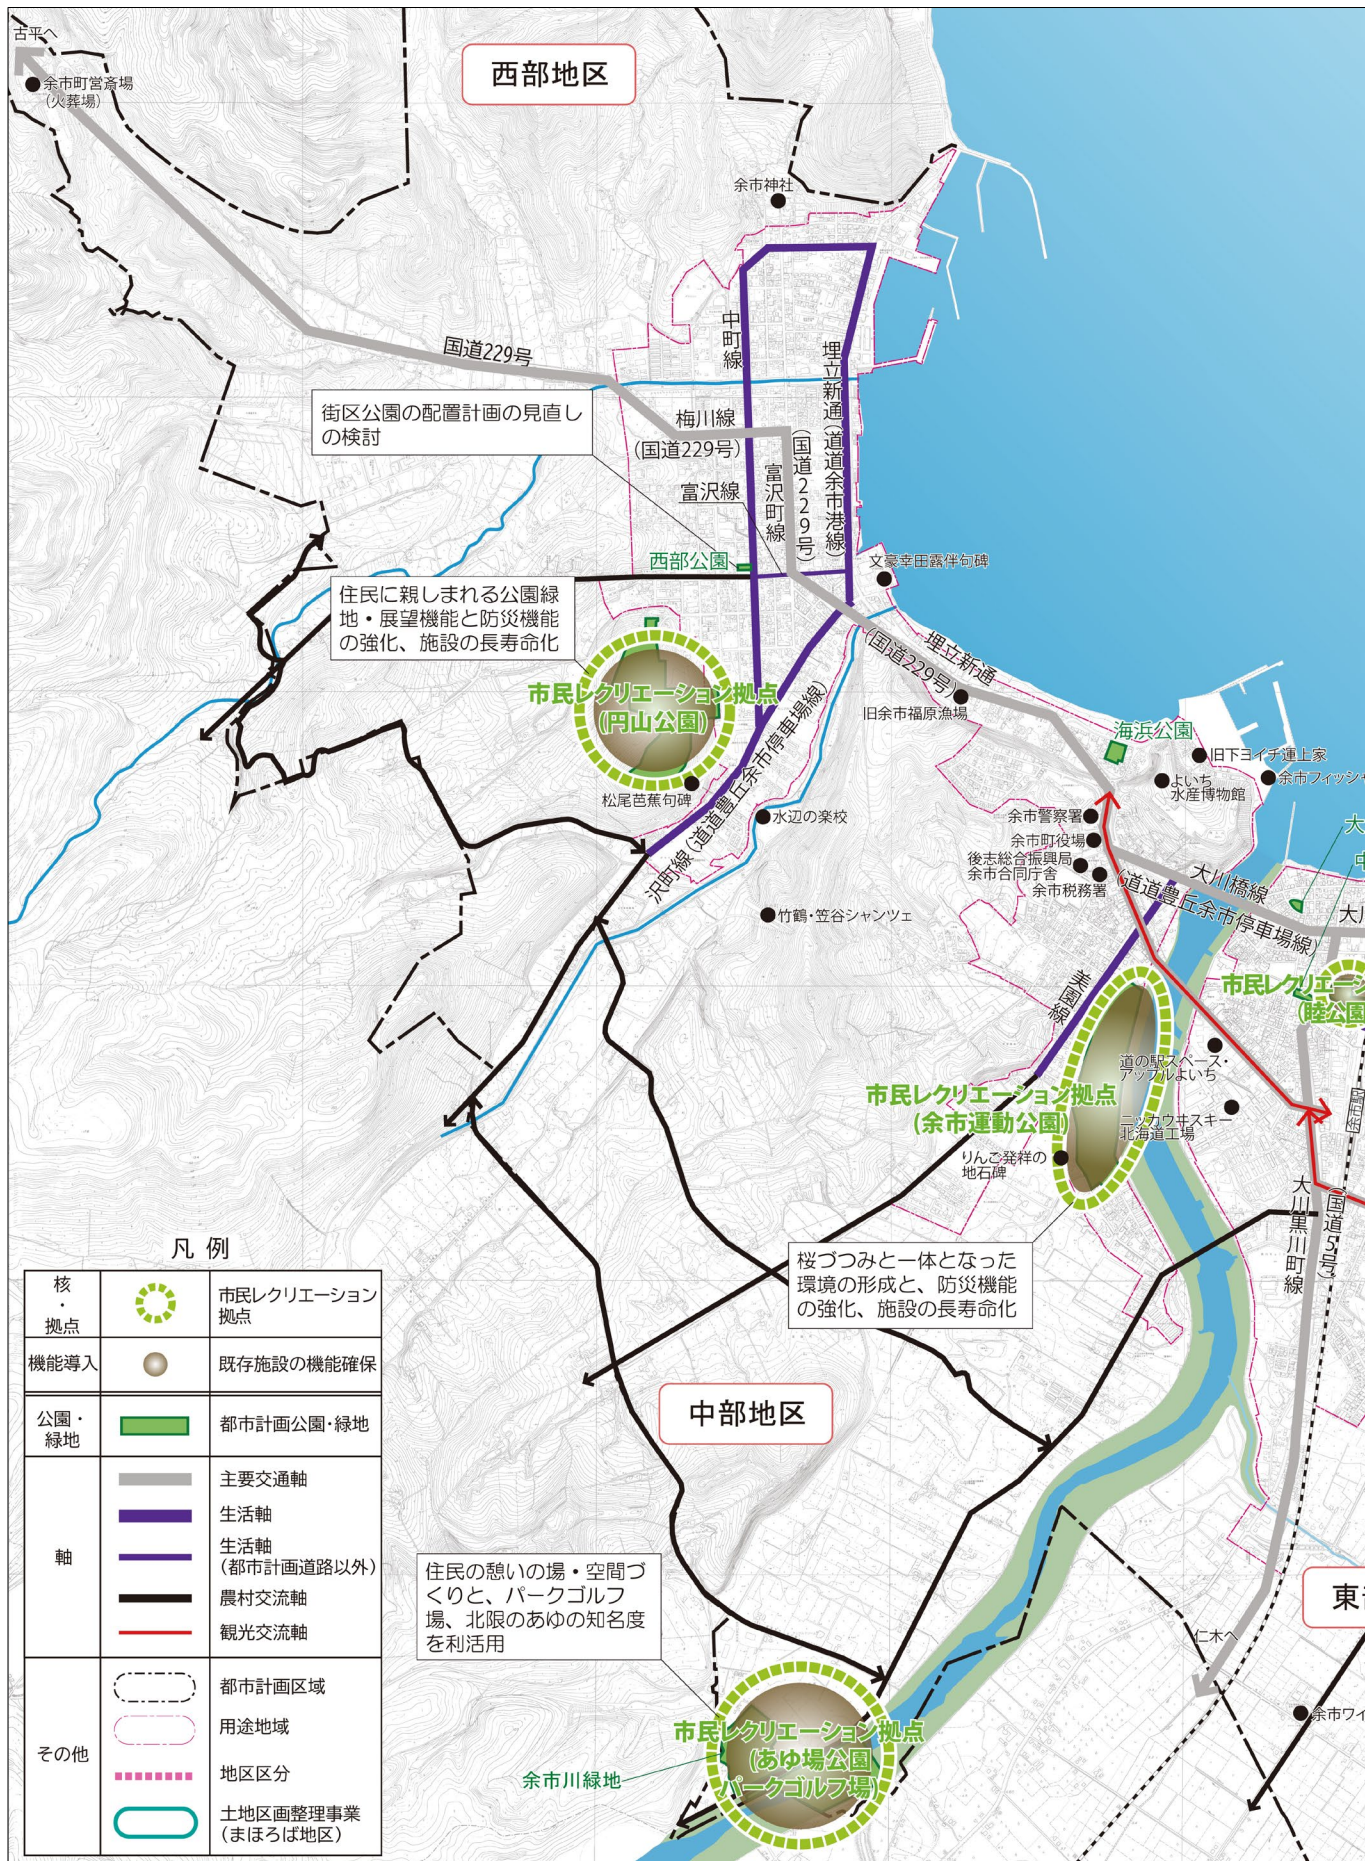 古平へ
余市町営斎場
(火葬場)
西部地区
余市神社
中町線
埋立新通(道道余市港線)
国道229号
街区公園の配置計画の見直し
の検討
梅川線
(国道229号)
富沢町線
(国道229号)
富沢線
西部公園
文豪幸田露伴句碑
住民に親しまれる公園緑
地・展望機能と防災機能
の強化、施設の長寿命化
埋立新通
(国道229号)
市民レクリエーション拠点
(円山公園)
旧余市福原漁場
海浜公園
旧下ヨイチ運上家
よいち
水産博物館
余市フィッシャ
松尾芭蕉句碑
水辺の楽校
沢町線(道道豊丘余市停車場線)
余市警察署
余市町役場
後志総合振興局
余市合同庁舎
余市税務署
大
中
大川橋線
(道道豊丘余市停車場線)
大川
竹鶴・笠谷シャンツェ
美園線
市民レクリエーシ
(睦公園
道の駅スペース・
アップルよいち
市民レクリエーション拠点
(余市運動公園)
ニッカウヰスキー
北海道工場
余市駅
りんご発祥の
地石碑
大川黒川町線
(国道5号)
桜づつみと一体となった
環境の形成と、防災機能
の強化、施設の長寿命化
中部地区
凡例
核・拠点
市民レクリエーション
拠点
機能導入
既存施設の機能確保
公園・
緑地
都市計画公園・緑地
軸
主要交通軸
生活軸
生活軸
(都市計画道路以外)
農村交流軸
観光交流軸
その他
都市計画区域
用途地域
地区区分
土地区画整理事業
(まほろば地区)
住民の憩いの場・空間づ
くりと、パークゴルフ
場、北限のあゆの知名度
を利活用
東
仁木へ
余市ワイ
市民レクリエーション拠点
(あゆ場公園
パークゴルフ場)
余市川緑地